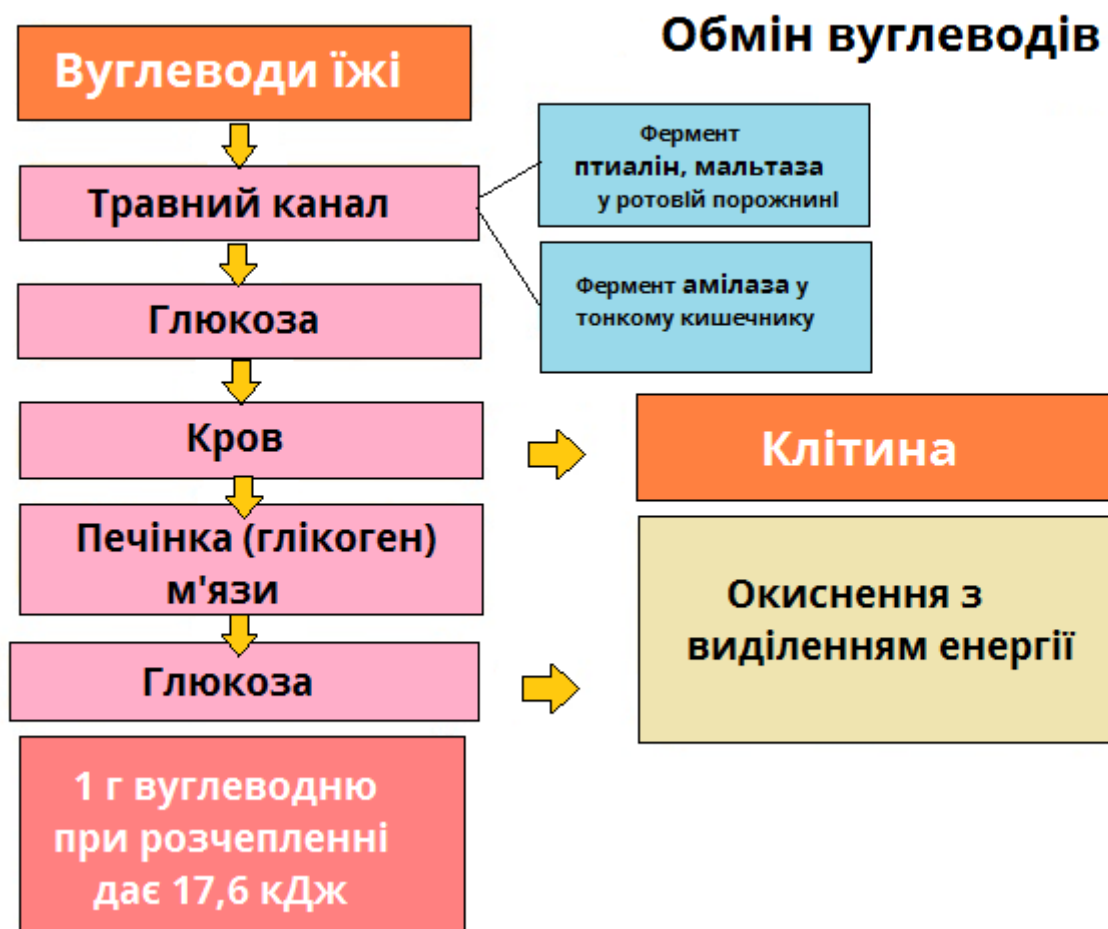 Обмін вуглеводів
Вуглеводи їжі
Травний канал
Фермент
птиалін, мальтаза
у ротовій порожнині
Фермент амілаза у
тонкому кишечнику
Глюкоза
Кров
Клітина
Печінка (глікоген)
м'язи
Окиснення з
виділенням енергії
Глюкоза
1 г вуглеводню
при розчепленні
дає 17,6 кДж